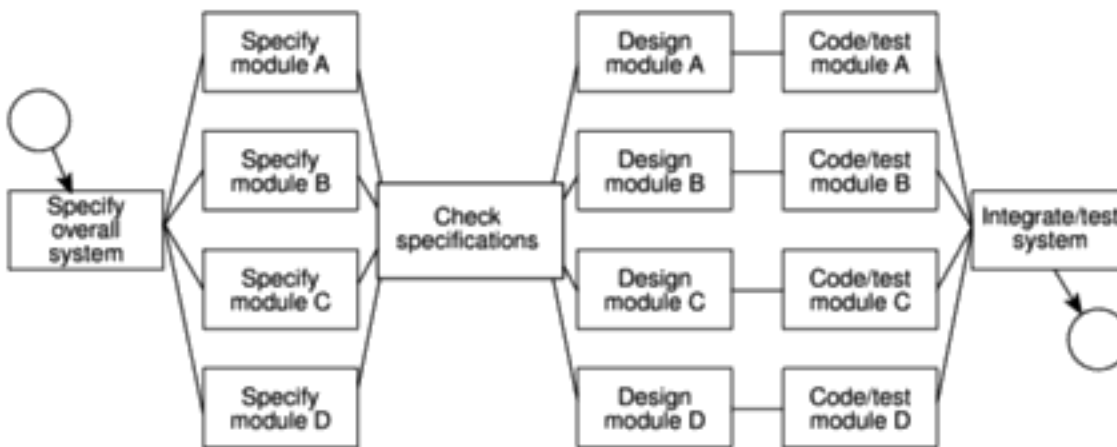 Specify
module A
Design
module A
Code/test
module A
Specify
module B
Design
module B
Code/test
module B
Specify
overall
system
Check
specifications
Integrate/test
system
Specify
module C
Design
module C
Code/test
module C
Specify
module D
Design
module D
Code/test
module D